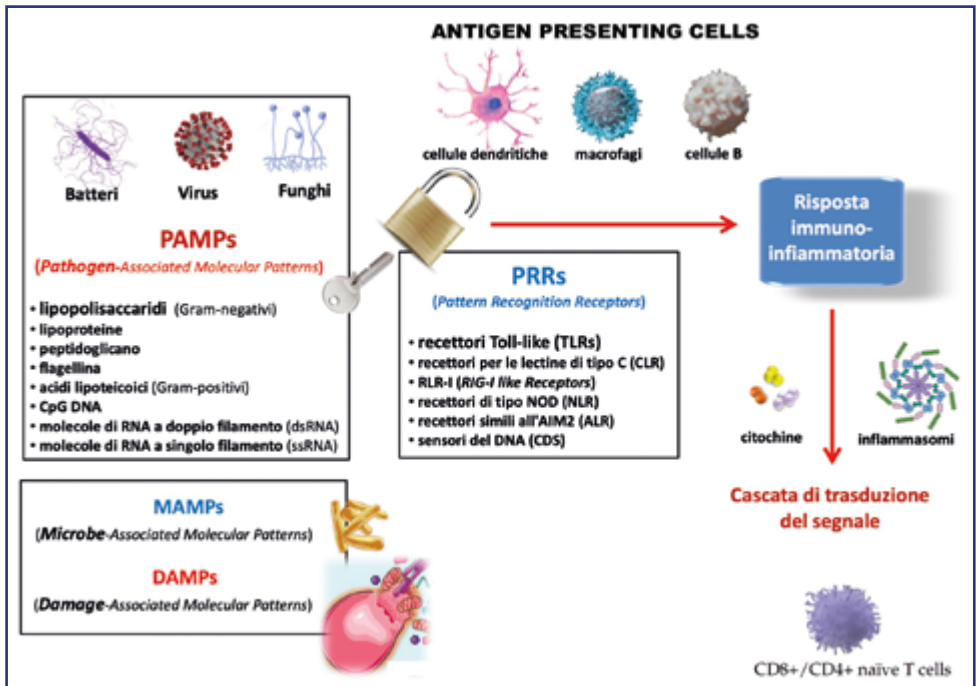 ANTIGEN PRESENTING CELLS
cellule dendritiche
macrofagi
cellule B
Batteri
Virus
Funghi
PAMPs
(Pathogen-Associated Molecular Patterns)
• lipopolisaccaridi (Gram-negativi)
• lipoproteine
• peptidoglicano
• flagellina
• acidi lipoteicoici (Gram-positivi)
• CpG DNA
• molecole di RNA a doppio filamento (dsRNA)
• molecole di RNA a singolo filamento (ssRNA)
MAMPs
(Microbe-Associated Molecular Patterns)
DAMPs
(Damage-Associated Molecular Patterns)
PRRs
(Pattern Recognition Receptors)
• recettori Toll-like (TLRs)
• recettori per le lectine di tipo C (CLR)
• RLR-I (RIG-I like Receptors)
• recettori di tipo NOD (NLR)
• recettori simili all'AIM2 (ALR)
• sensori del DNA (CDS)
Risposta
immuno-
infiammatoria
citochine
inflammasomi
Cascata di trasduzione
del segnale
CD8+/CD4+ naïve T cells